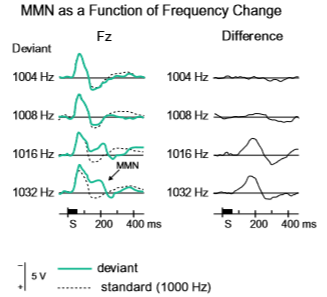 MMN as a Function of Frequency Change
Fz Difference
Deviant
1004 Hz 1004 Hz
1008 Hz 1008 Hz
1016 Hz 1016 Hz
MMN
1032 Hz 1032 Hz
S 200 400 ms S 200 400 ms
− deviant
5 V
+ standard (1000 Hz)